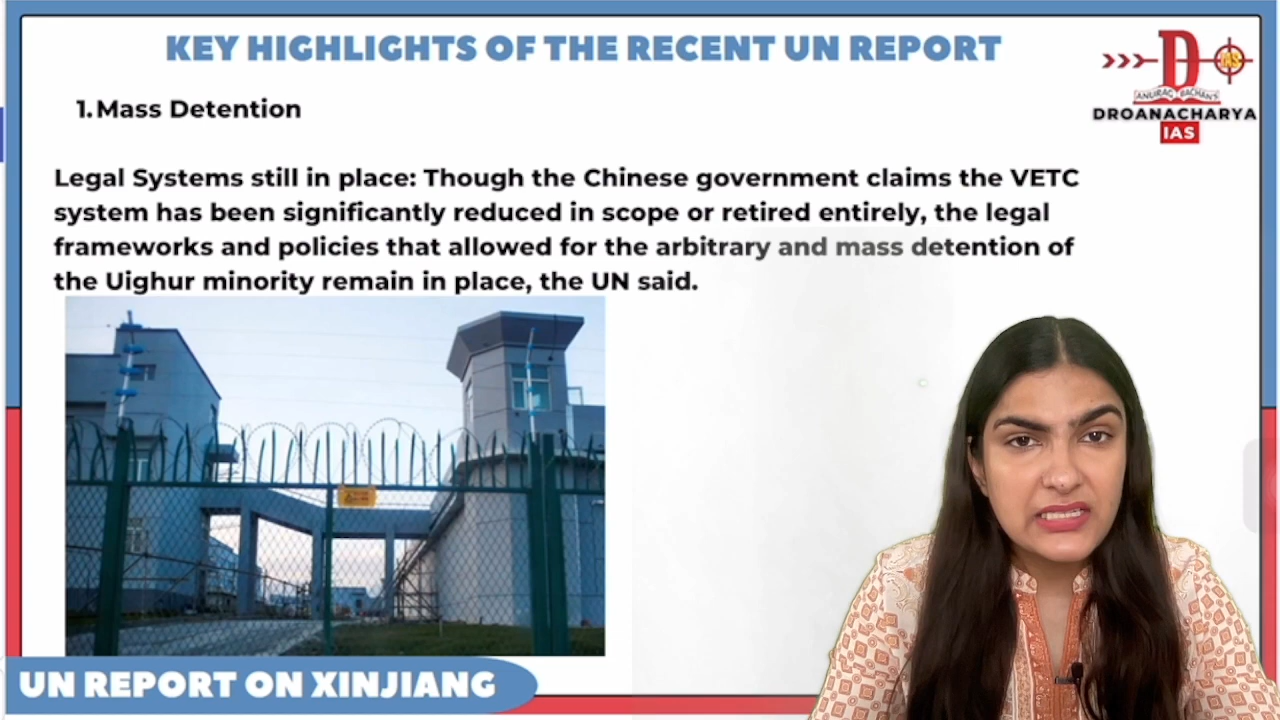 KEY HIGHLIGHTS OF THE RECENT UN REPORT
D
IAS
ANURAG BACHAN'S
DROANACHARYA
IAS
1. Mass Detention
Legal Systems still in place: Though the Chinese government claims the VETC
system has been significantly reduced in scope or retired entirely, the legal
frameworks and policies that allowed for the arbitrary and mass detention of
the Uighur minority remain in place, the UN said.
UN REPORT ON XINJIANG